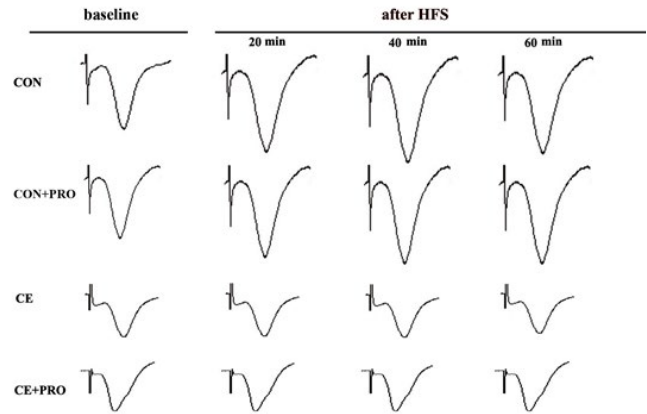 baseline after HFS
20 min 40 min 60 min
CON
CON+PRO
CE
CE+PRO